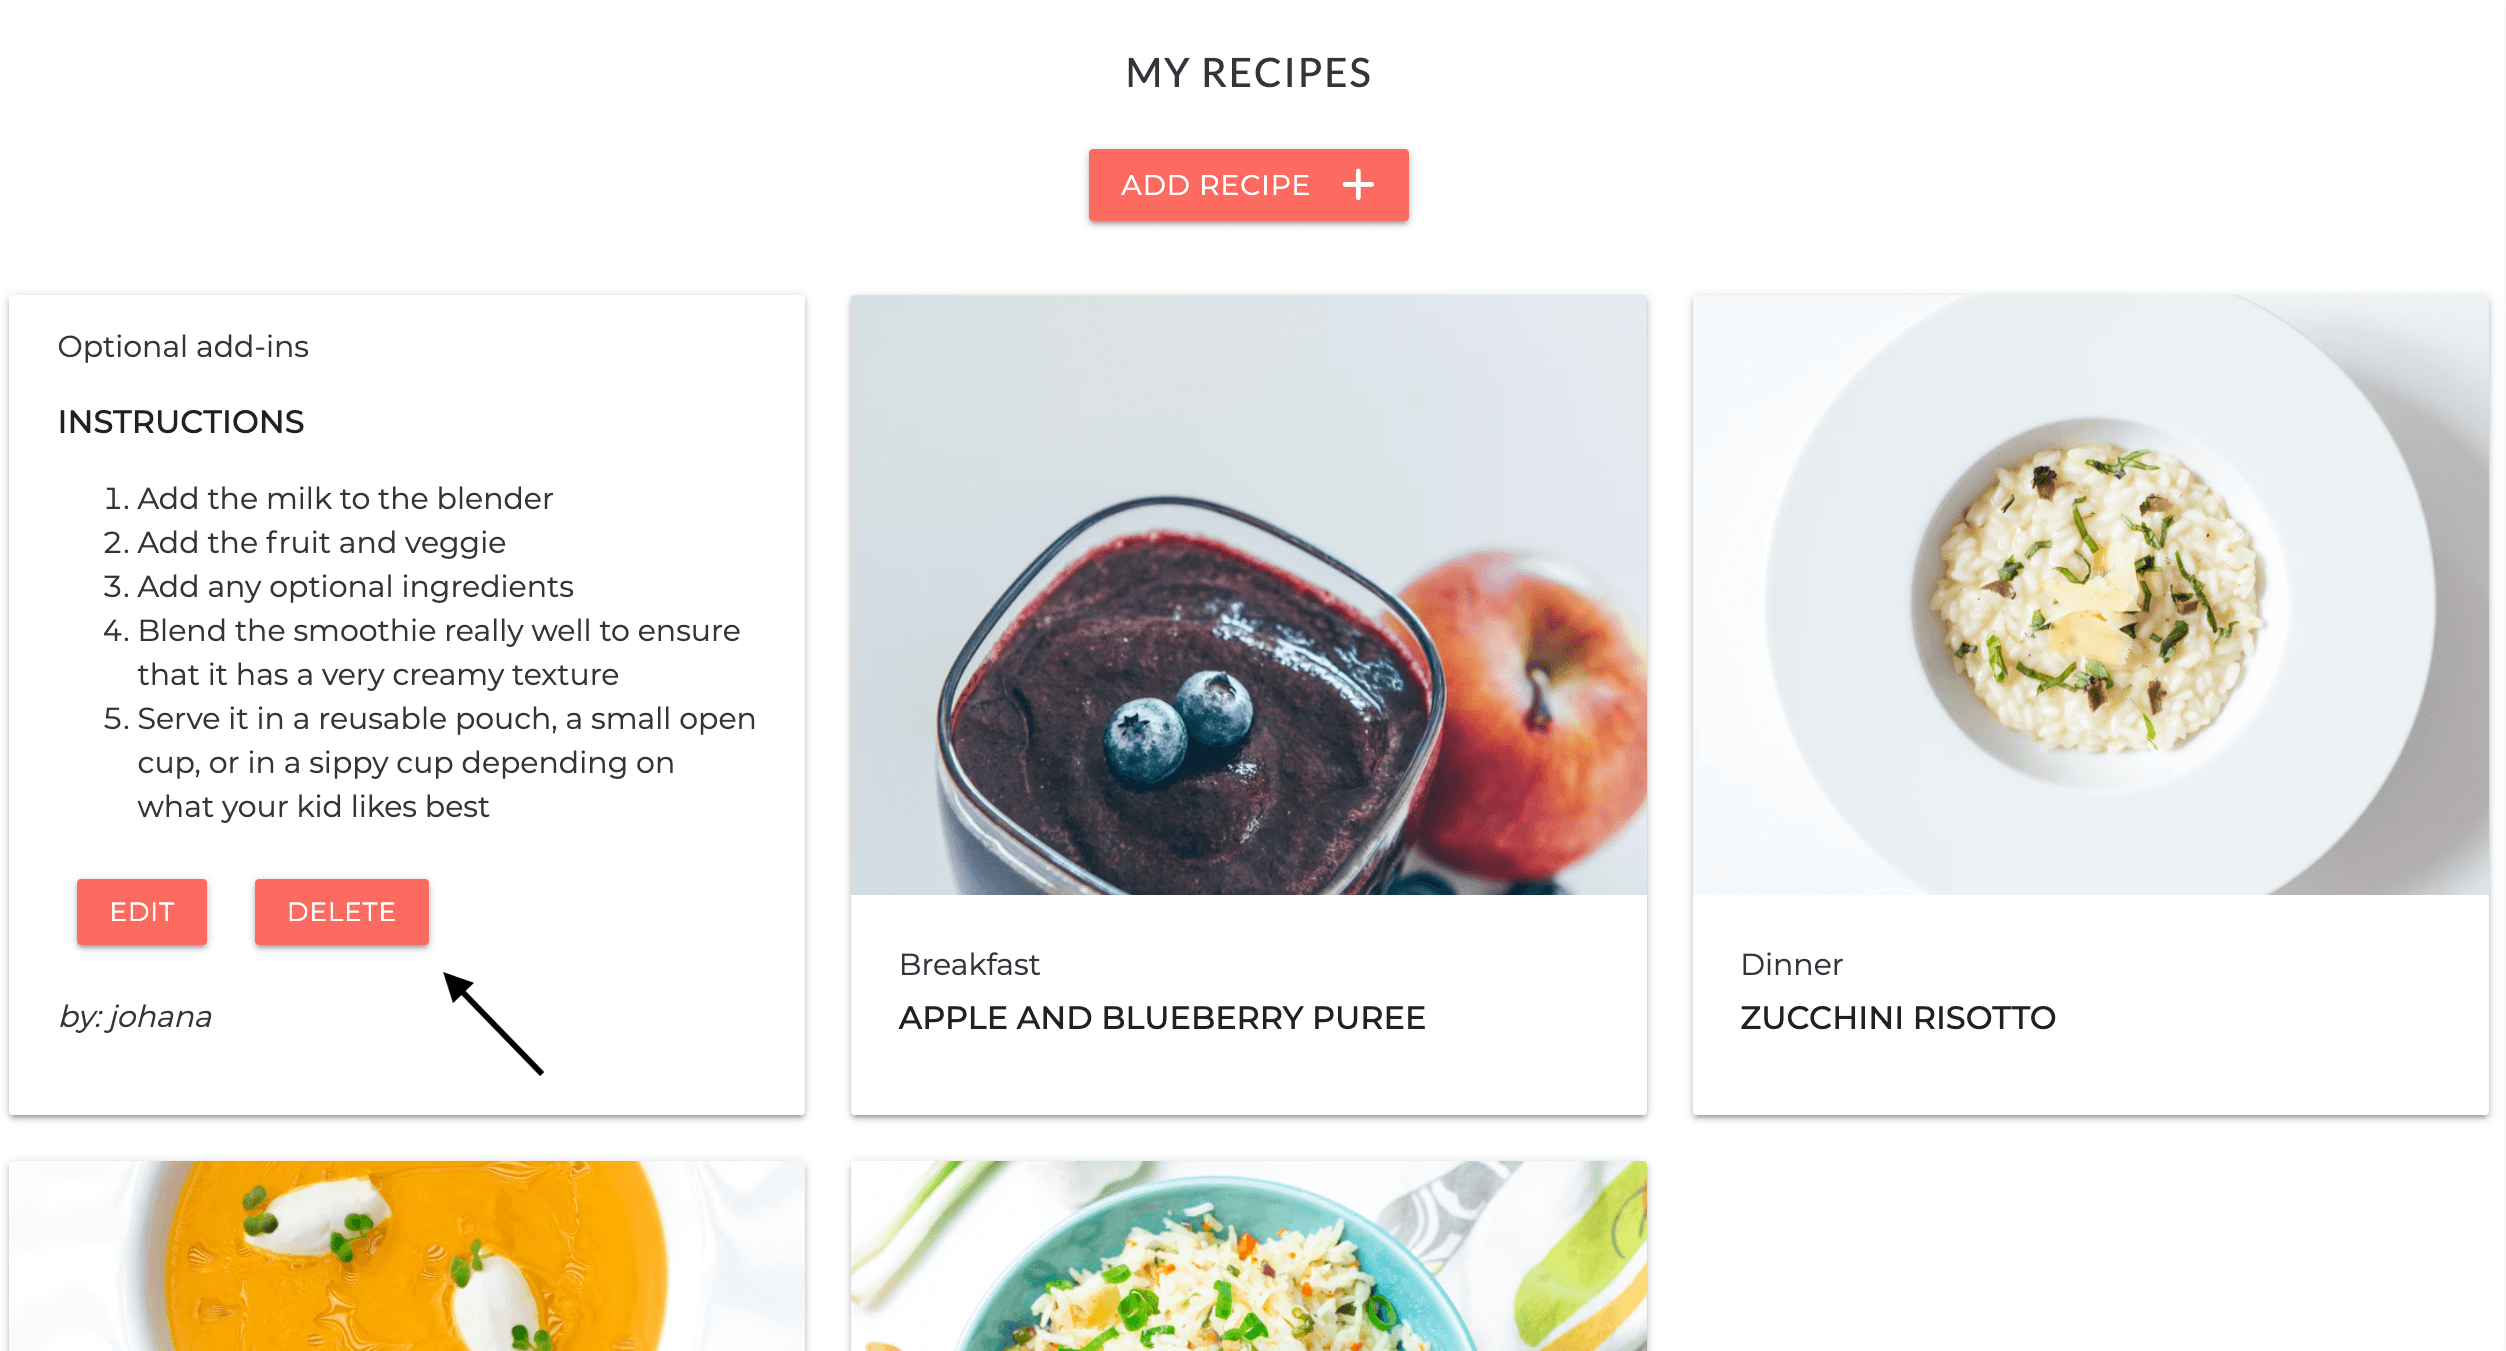 MY RECIPES
ADD RECIPE +
Optional add-ins
INSTRUCTIONS
1. Add the milk to the blender
2. Add the fruit and veggie
3. Add any optional ingredients
4. Blend the smoothie really well to ensure
that it has a very creamy texture
5. Serve it in a reusable pouch, a small open
cup, or in a sippy cup depending on
what your kid likes best
EDIT DELETE
by: johana
Breakfast
APPLE AND BLUEBERRY PUREE
Dinner
ZUCCHINI RISOTTO